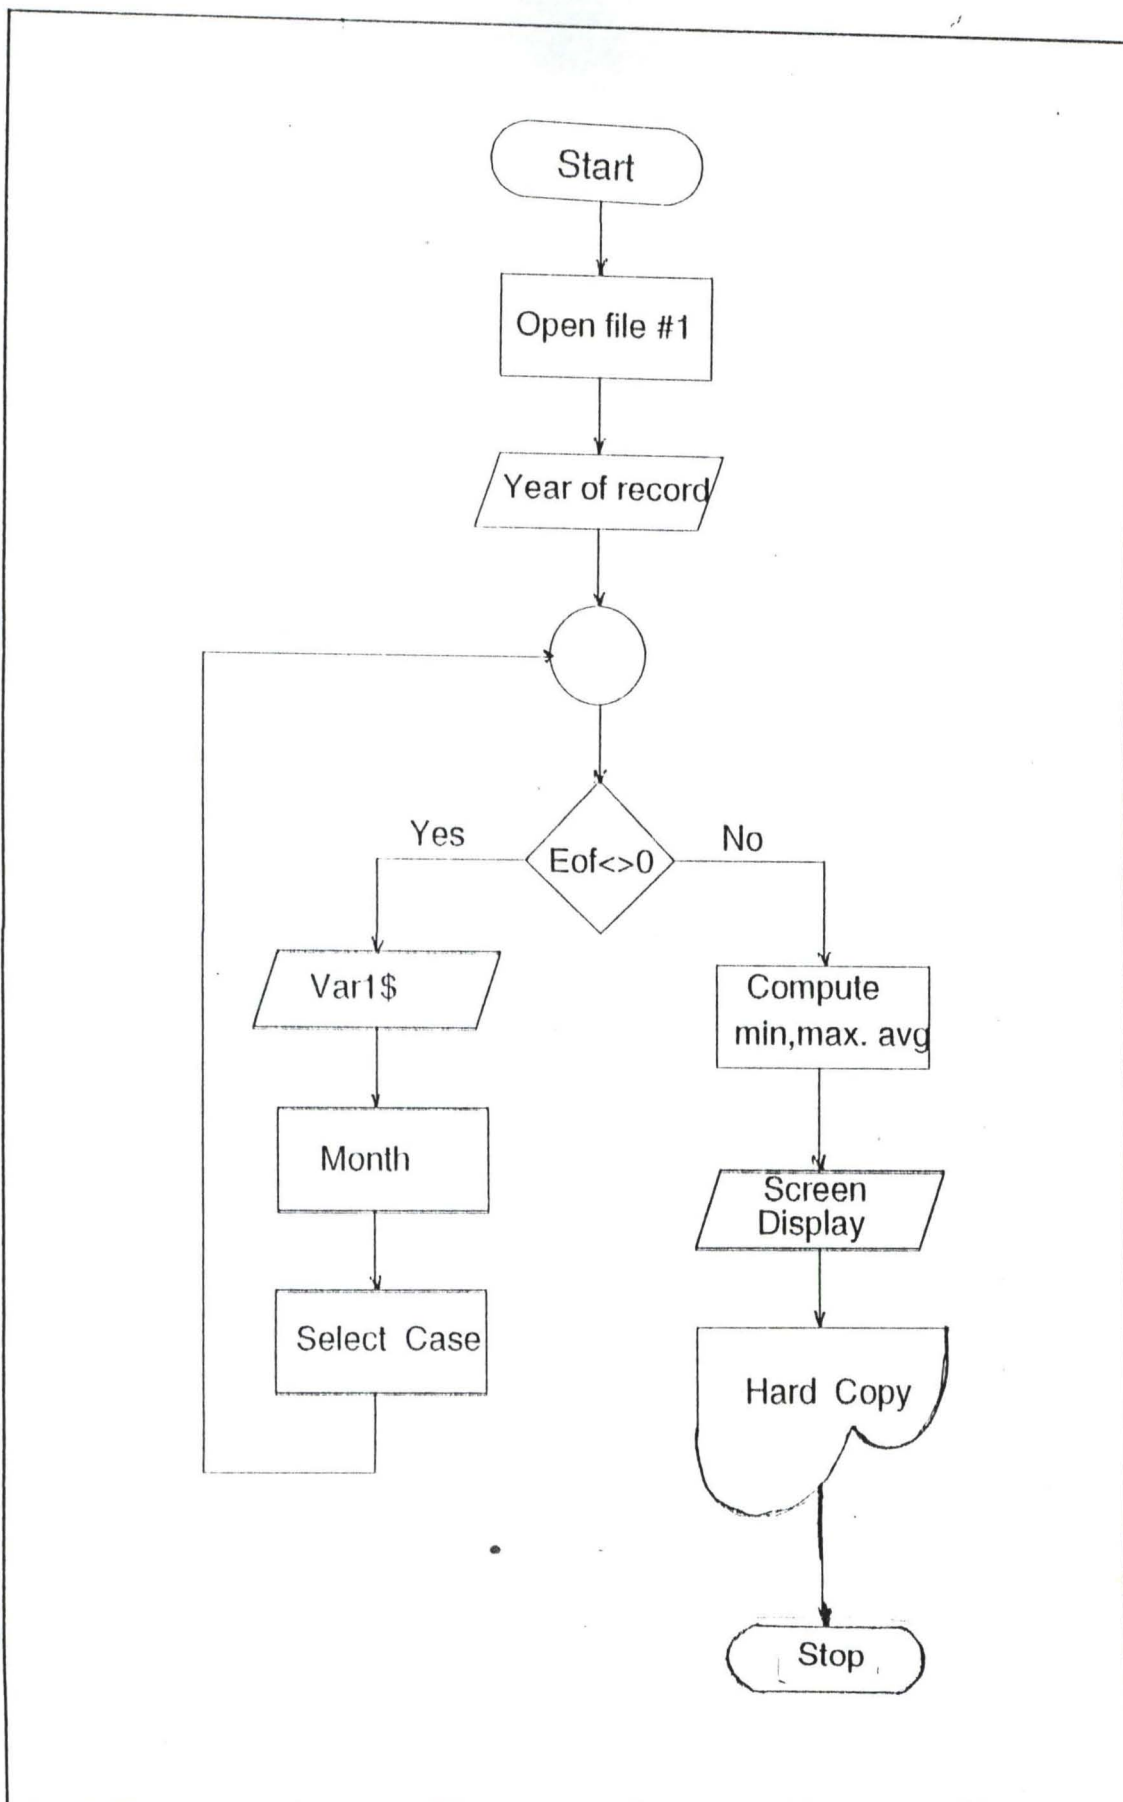 Start
Open file #1
Year of record
Eof<>0
Yes
No
Var1$
Month
Select Case
Compute
min,max. avg
Screen
Display
Hard Copy
Stop